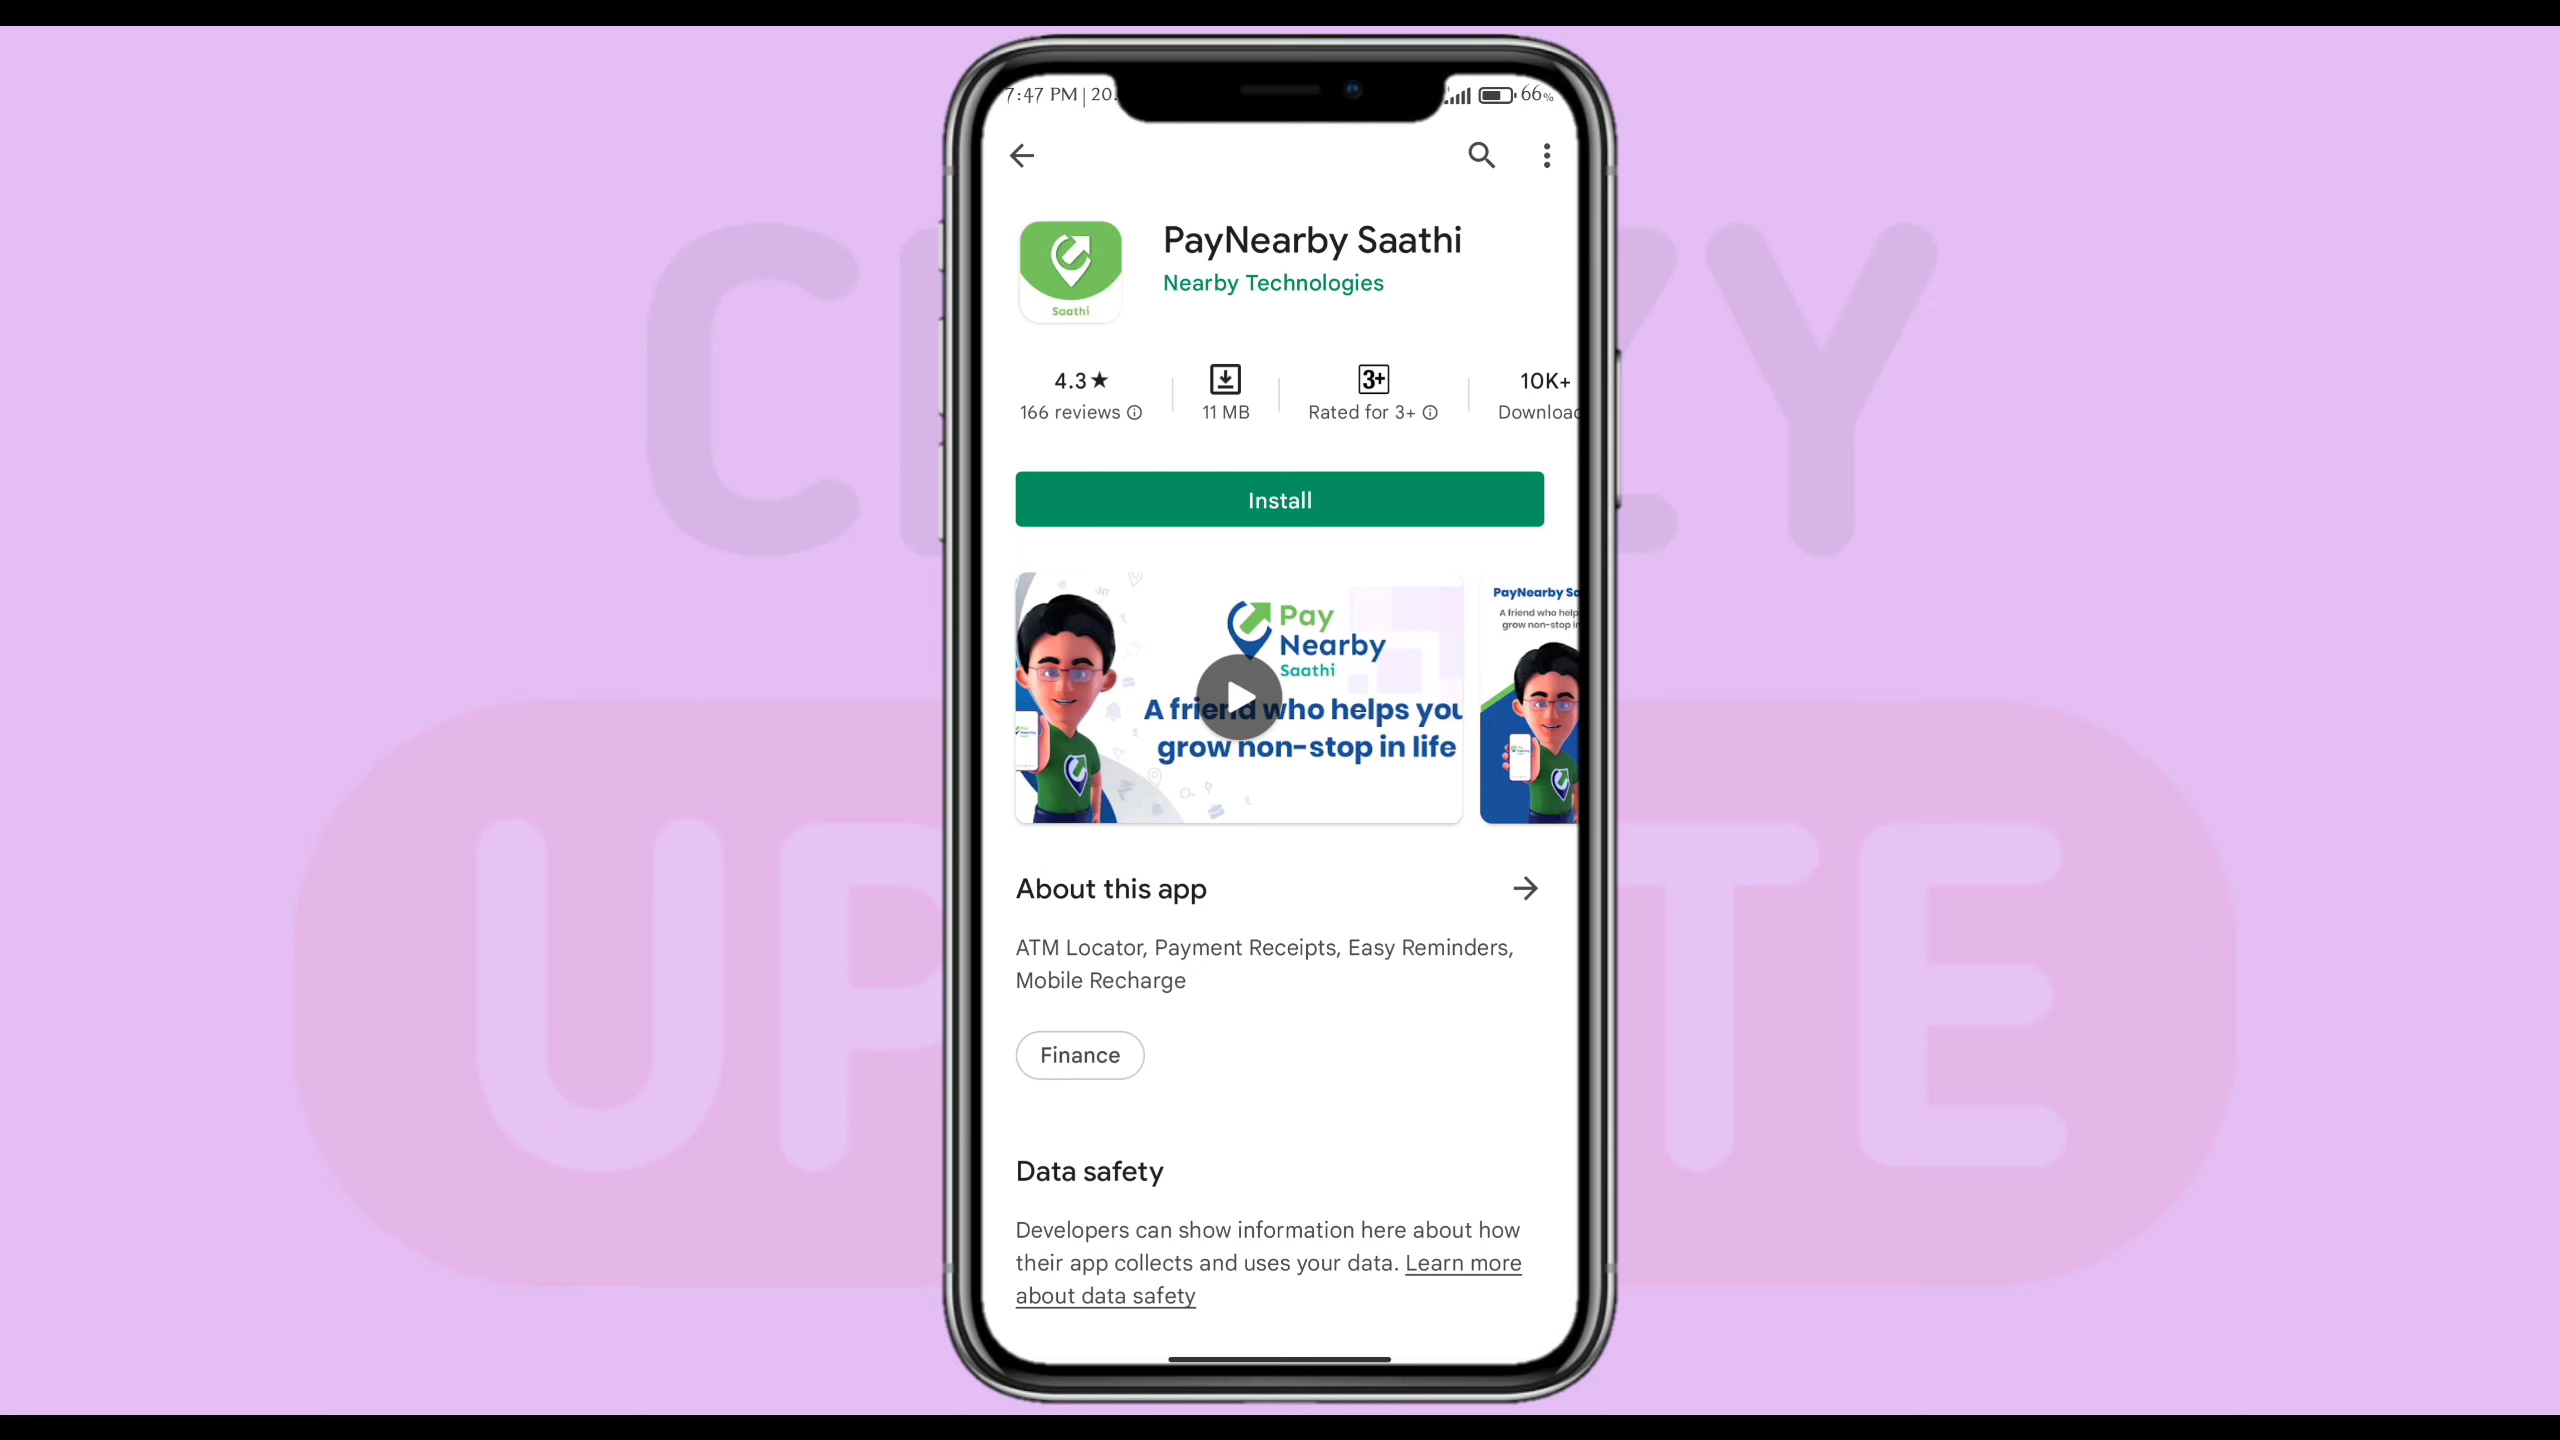 7:47 PM | 20.
66%
PayNearby Saathi
Nearby Technologies
Saathi
4.3★
166 reviews
11 MB
3+
Rated for 3+
10K+
Install
Pay
Nearby
Saathi
A friend who helps you
grow non-stop in life
PayNearby
A friend who help
grow non-stop
About this app
ATM Locator, Payment Receipts, Easy Reminders,
Mobile Recharge
Finance
Data safety
Developers can show information here about how
their app collects and uses your data. Learn more
about data safety